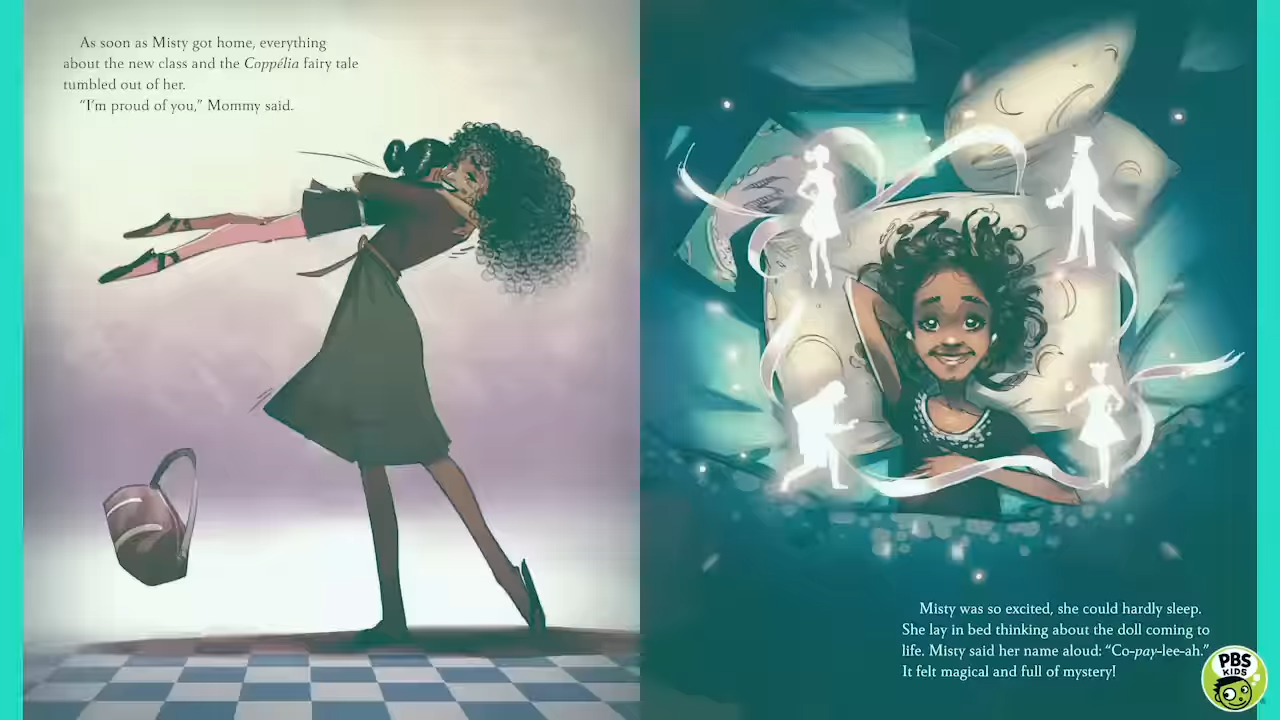 As soon as Misty got home, everything
about the new class and the Coppélia fairy tale
tumbled out of her.
“I’m proud of you,” Mommy said.
Misty was so excited, she could hardly sleep.
She lay in bed thinking about the doll coming to
life. Misty said her name aloud: “Co-pay-lee-ah.”
It felt magical and full of mystery!
PBS
KIDS